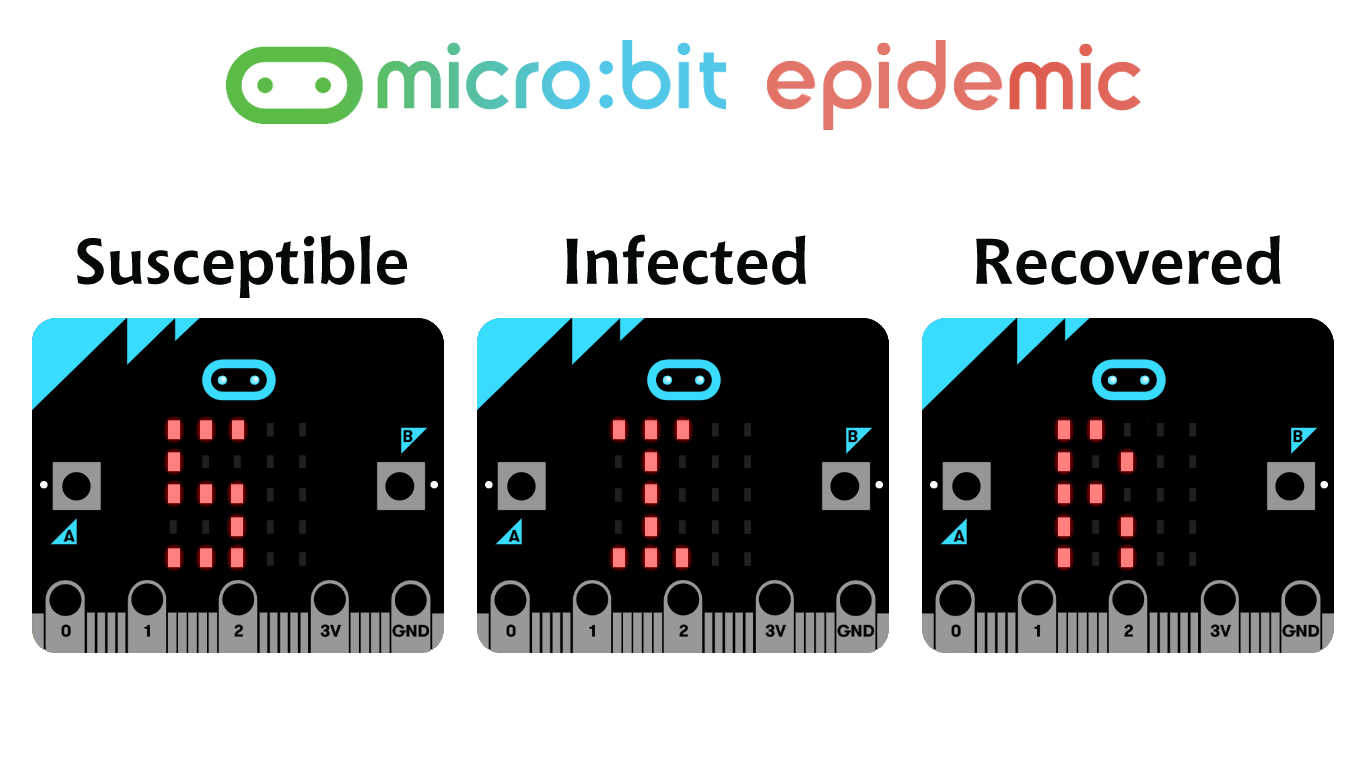 micro:bit epidemic
Susceptible Infected Recovered
B B B
S I R
A A A
0 1 2 3V GND 0 1 2 3V GND 0 1 2 3V GND